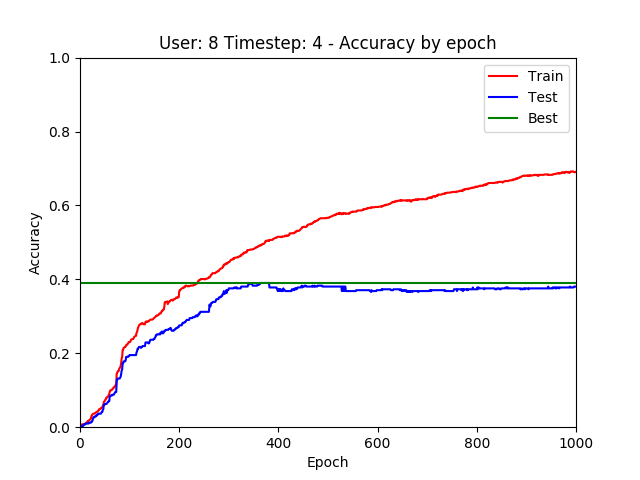 User: 8 Timestep: 4 - Accuracy by epoch
1.0
0.8
0.6
0.4
0.2
0.0
Accuracy
Train
Test
Best
0 200 400 600 800 1000
Epoch